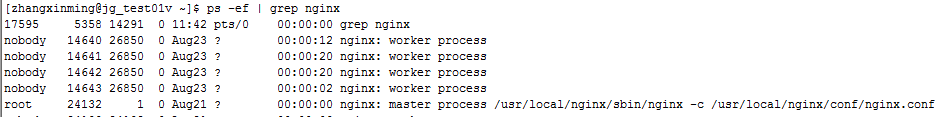 [zhangxinming@jg_test01v ~]$ ps -ef | grep nginx
17595 5358 14291 0 11:42 pts/0 00:00:00 grep nginx
nobody 14640 26850 0 Aug23 ? 00:00:12 nginx: worker process
nobody 14641 26850 0 Aug23 ? 00:00:20 nginx: worker process
nobody 14642 26850 0 Aug23 ? 00:00:20 nginx: worker process
nobody 14643 26850 0 Aug23 ? 00:00:02 nginx: worker process
root 24132 1 0 Aug21 ? 00:00:00 nginx: master process /usr/local/nginx/sbin/nginx -c /usr/local/nginx/conf/nginx.conf